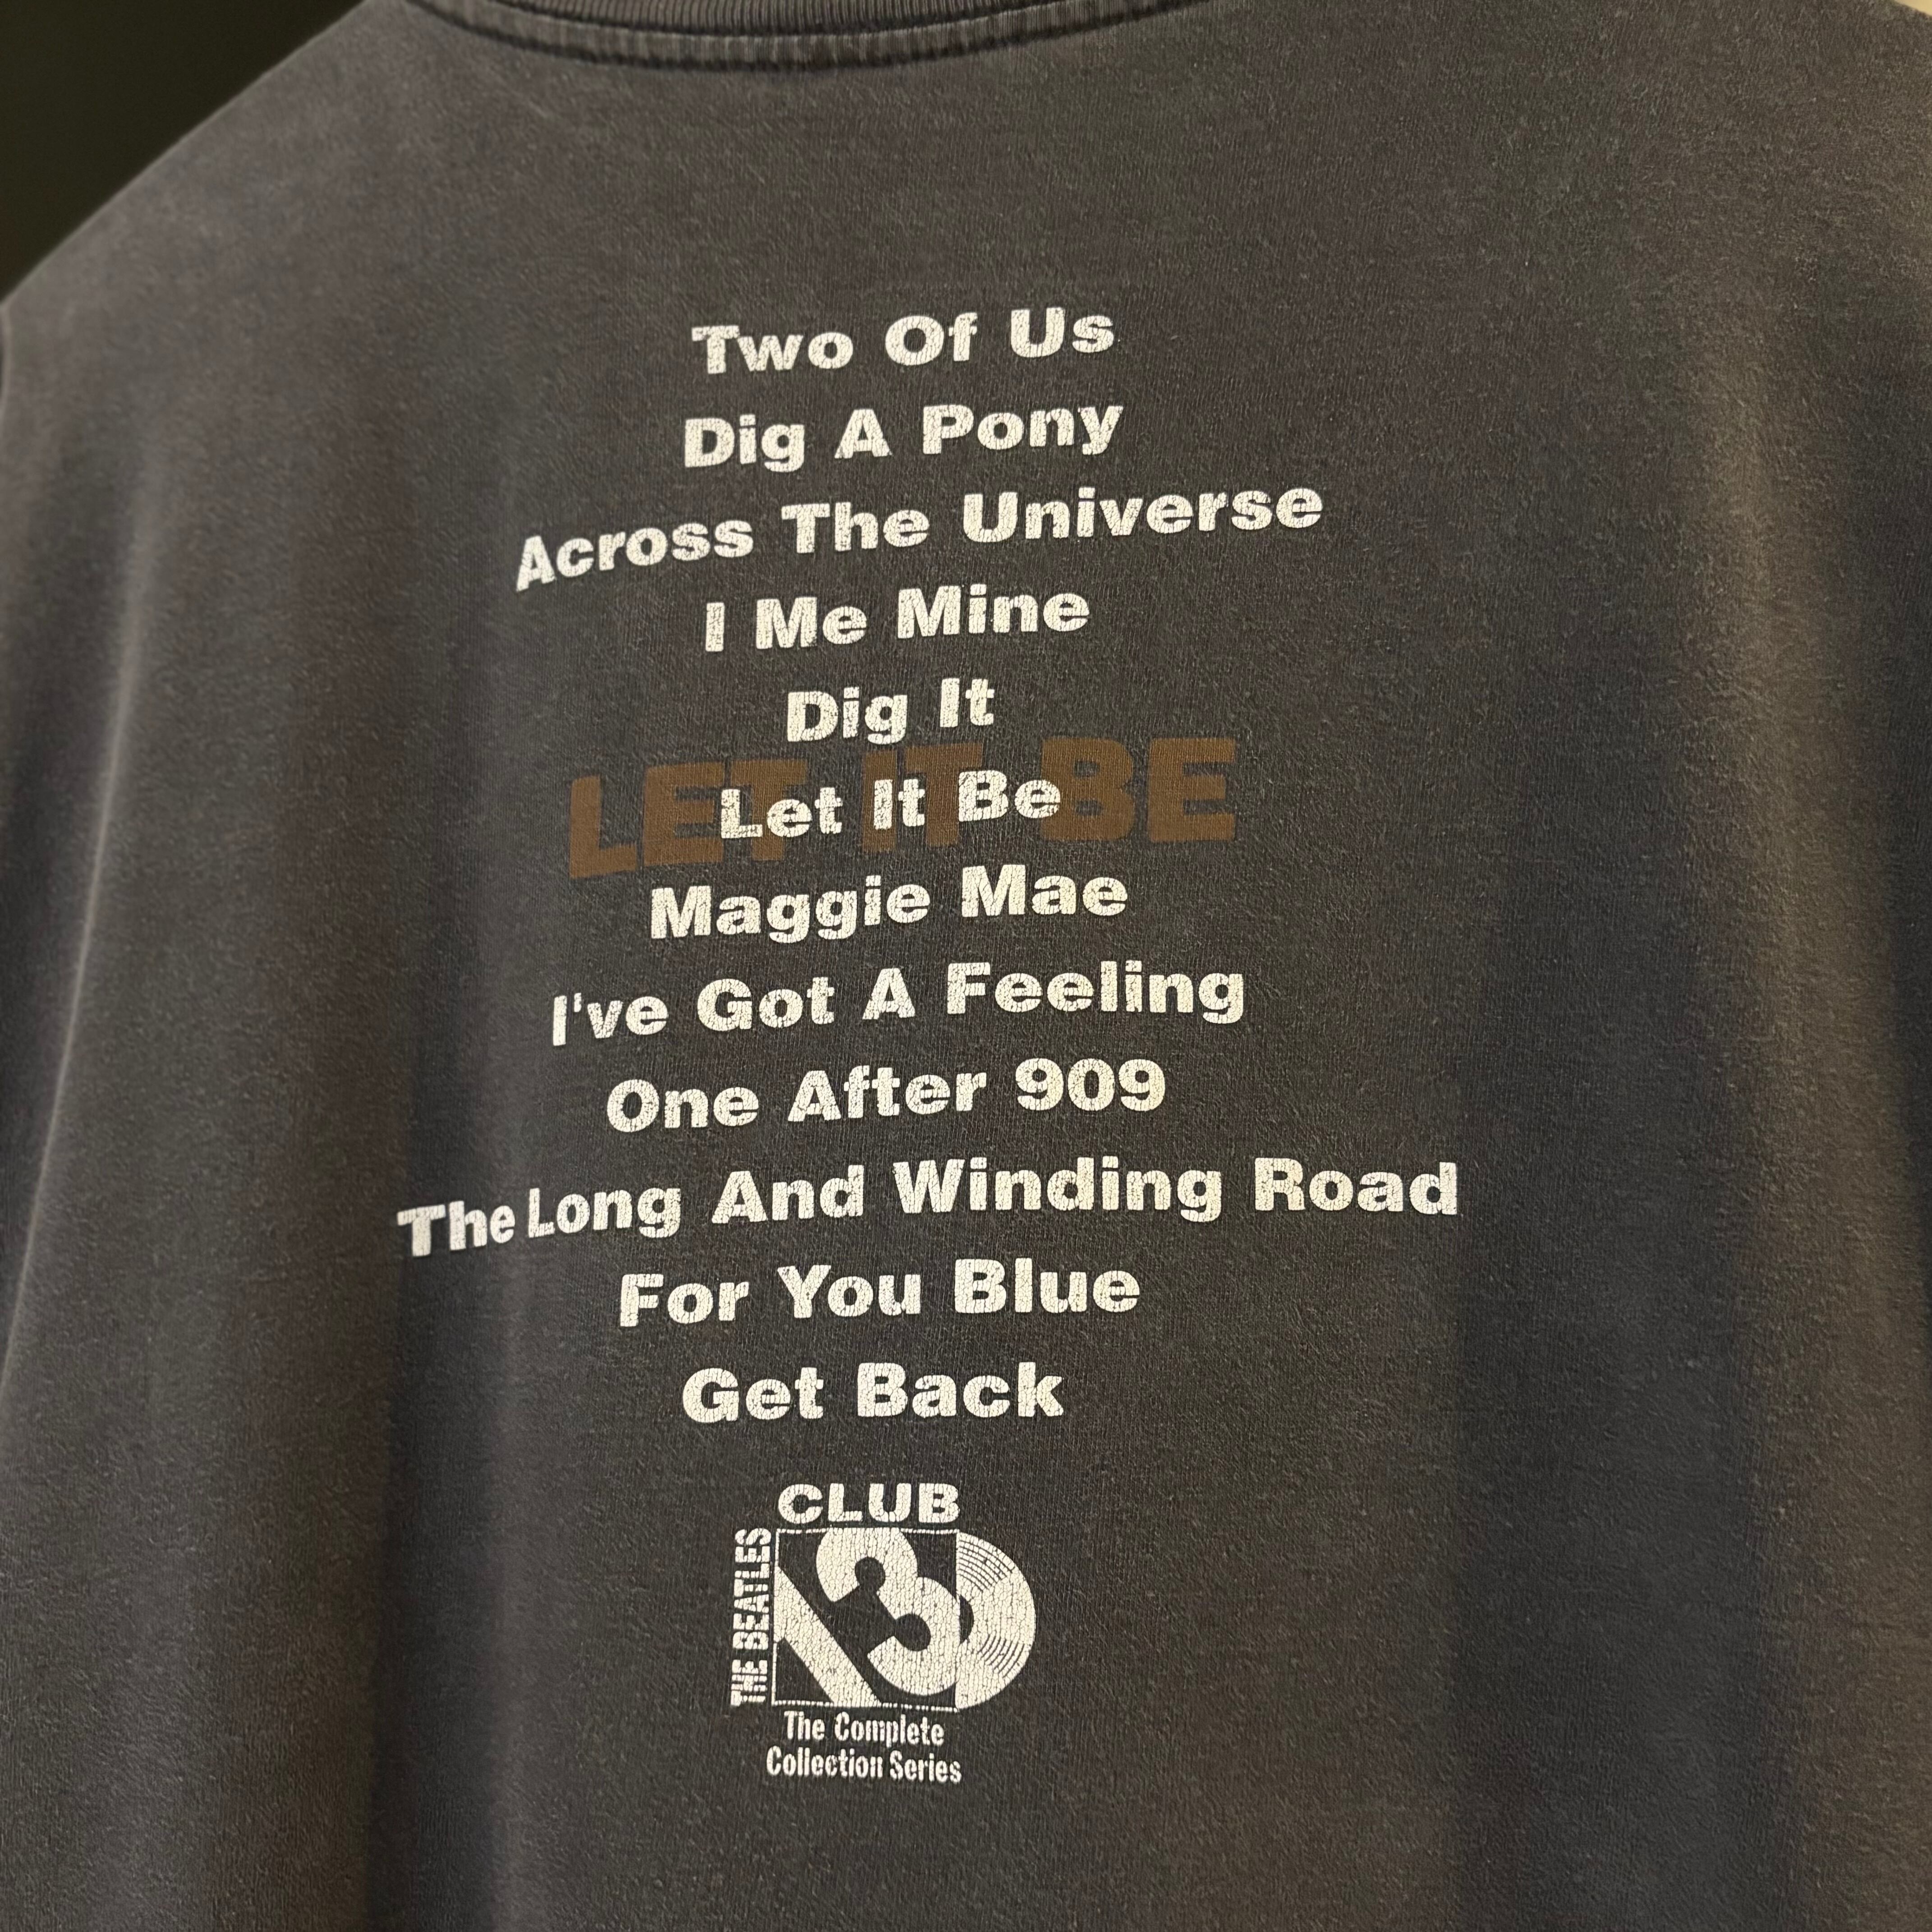 Two Of Us
Dig A Pony
Across The Universe
I Me Mine
Dig It
LET IT BE
Let It Be
Maggie Mae
I've Got A Feeling
One After 909
The Long And Winding Road
For You Blue
Get Back
CLUB
THE BEATLES
13
The Complete
Collection Series